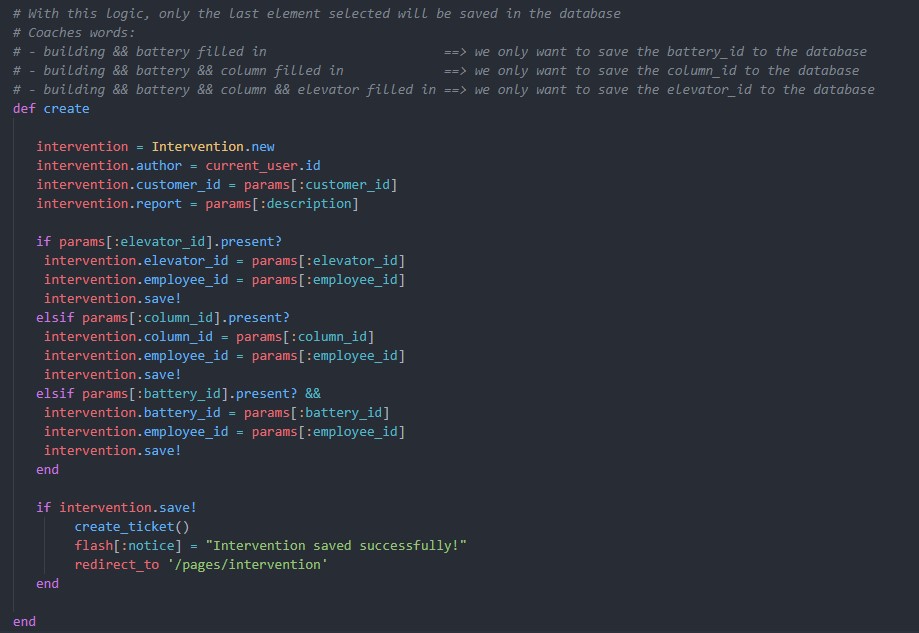 # With this logic, only the last element selected will be saved in the database
# Coaches words:
# - building && battery filled in                       ==> we only want to save the battery_id to the database
# - building && battery && column filled in             ==> we only want to save the column_id to the database
# - building && battery && column && elevator filled in ==> we only want to save the elevator_id to the database
def create

   intervention = Intervention.new
   intervention.author = current_user.id
   intervention.customer_id = params[:customer_id]
   intervention.report = params[:description]

   if params[:elevator_id].present?
    intervention.elevator_id = params[:elevator_id]
    intervention.employee_id = params[:employee_id]
    intervention.save!
   elsif params[:column_id].present?
    intervention.column_id = params[:column_id]
    intervention.employee_id = params[:employee_id]
    intervention.save!
   elsif params[:battery_id].present? &&
    intervention.battery_id = params[:battery_id]
    intervention.employee_id = params[:employee_id]
    intervention.save!
   end

   if intervention.save!
        create_ticket()
        flash[:notice] = "Intervention saved successfully!"
        redirect_to '/pages/intervention'
   end

end